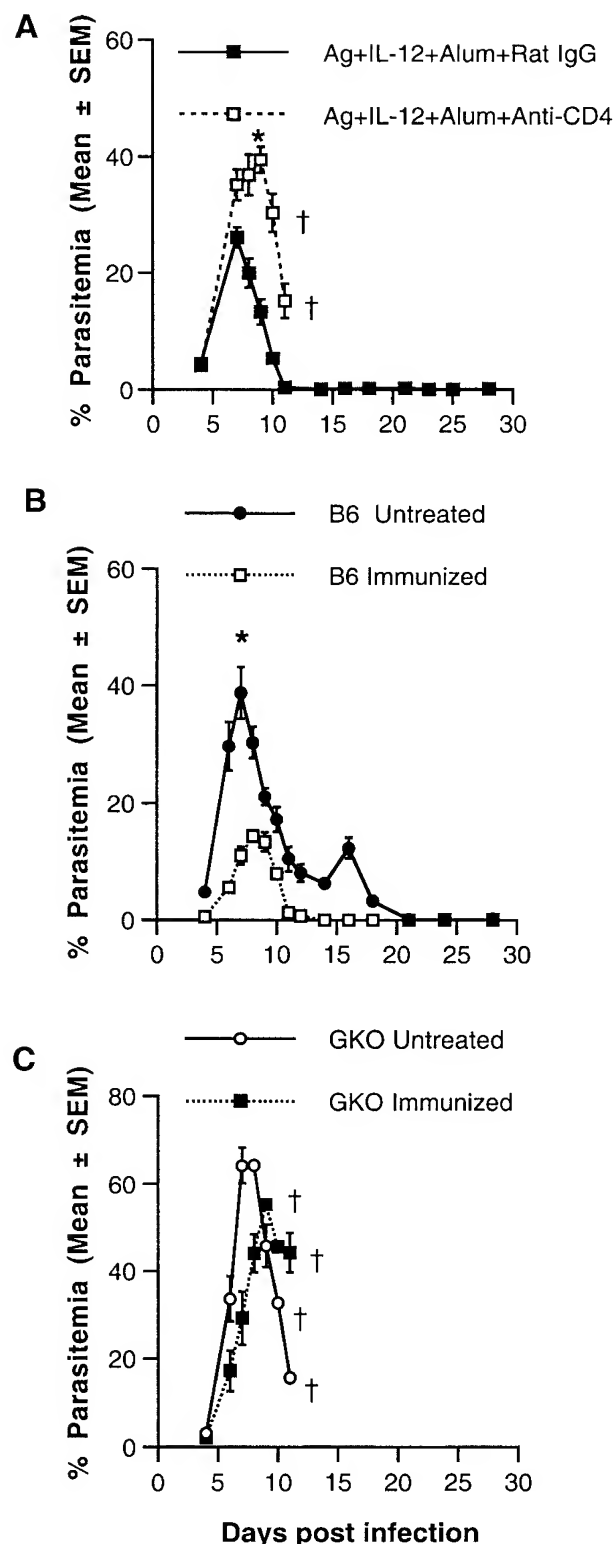 A
% Parasitemia (Mean ± SEM)
60
40
20
0
Ag+IL-12+Alum+Rat IgG
Ag+IL-12+Alum+Anti-CD4
*
†
†
0 5 10 15 20 25 30
B
% Parasitemia (Mean ± SEM)
B6 Untreated
B6 Immunized
60
40
20
0
*
0 5 10 15 20 25 30
C
% Parasitemia (Mean ± SEM)
GKO Untreated
GKO Immunized
80
60
40
20
0
†
†
†
†
0 5 10 15 20 25 30
Days post infection